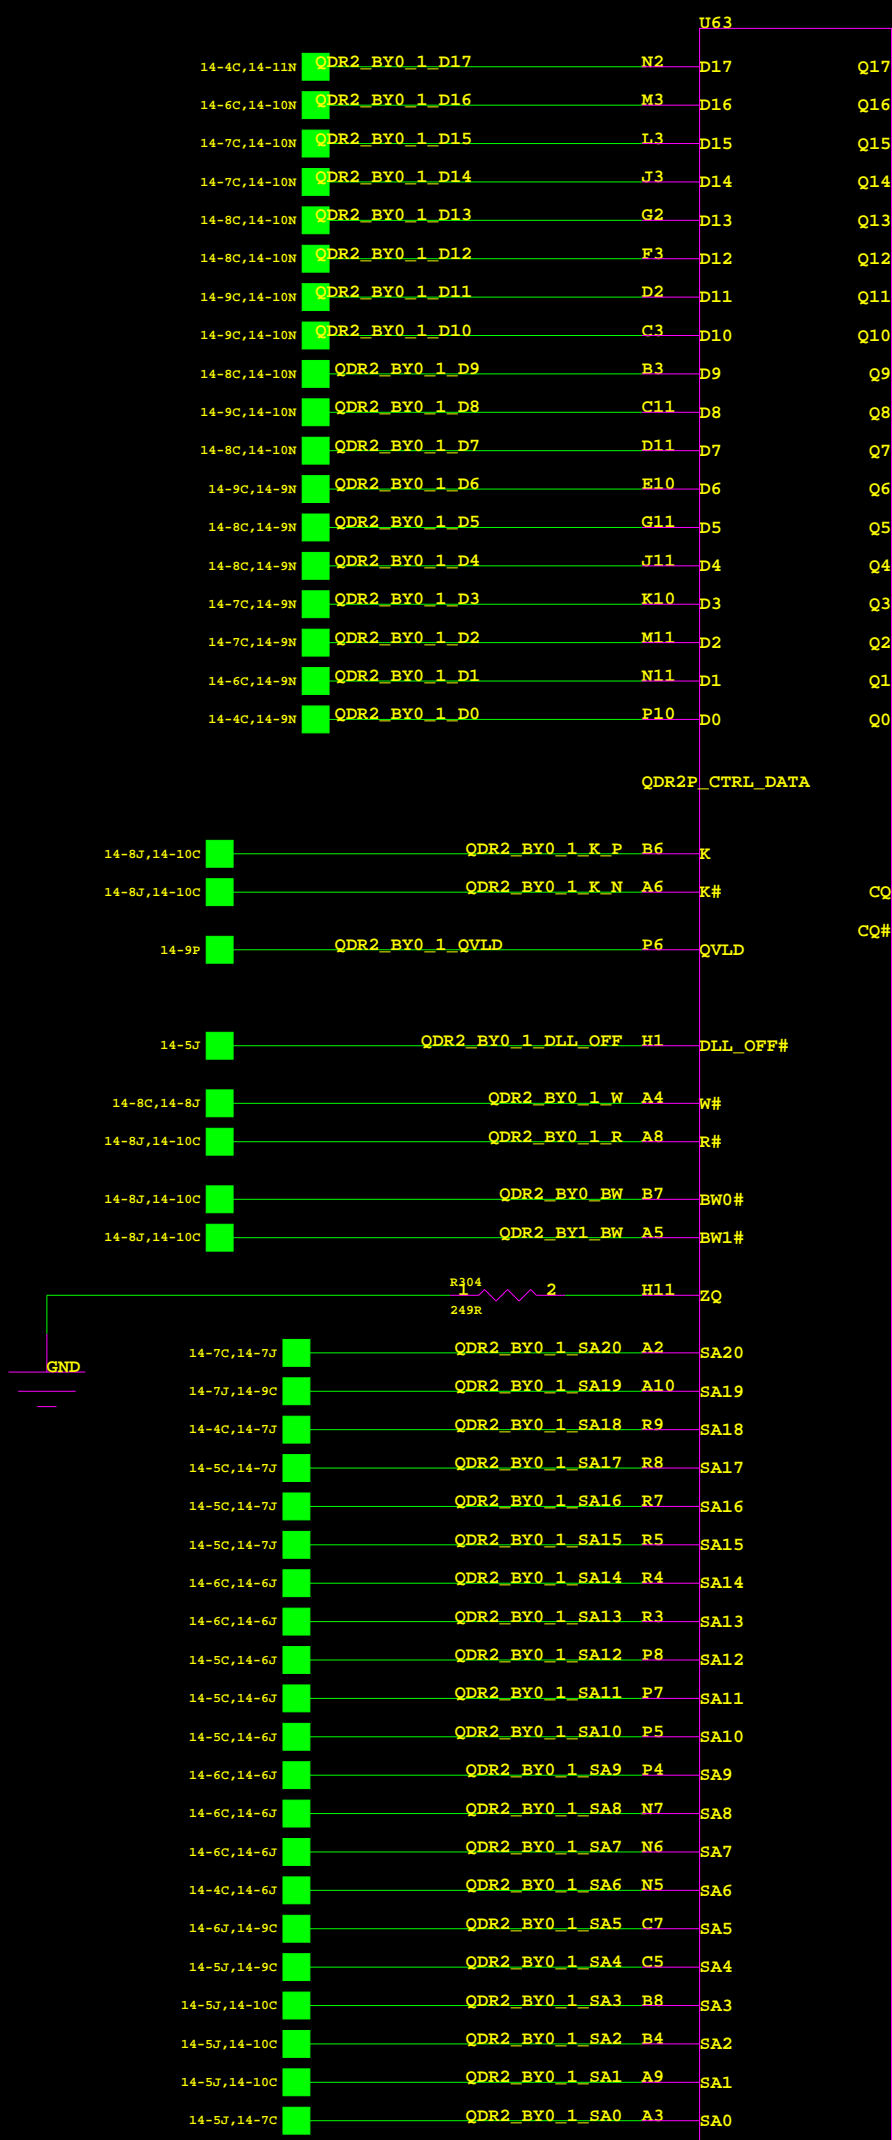 U63
14-4C,14-11N QDR2_BY0_1_D17 N2 D17 Q17
14-6C,14-10N QDR2_BY0_1_D16 M3 D16 Q16
14-7C,14-10N QDR2_BY0_1_D15 L3 D15 Q15
14-7C,14-10N QDR2_BY0_1_D14 J3 D14 Q14
14-8C,14-10N QDR2_BY0_1_D13 G2 D13 Q13
14-8C,14-10N QDR2_BY0_1_D12 F3 D12 Q12
14-9C,14-10N QDR2_BY0_1_D11 D2 D11 Q11
14-9C,14-10N QDR2_BY0_1_D10 C3 D10 Q10
14-8C,14-10N QDR2_BY0_1_D9 B3 D9 Q9
14-9C,14-10N QDR2_BY0_1_D8 C11 D8 Q8
14-8C,14-10N QDR2_BY0_1_D7 D11 D7 Q7
14-9C,14-9N QDR2_BY0_1_D6 E10 D6 Q6
14-8C,14-9N QDR2_BY0_1_D5 G11 D5 Q5
14-8C,14-9N QDR2_BY0_1_D4 J11 D4 Q4
14-7C,14-9N QDR2_BY0_1_D3 K10 D3 Q3
14-7C,14-9N QDR2_BY0_1_D2 M11 D2 Q2
14-6C,14-9N QDR2_BY0_1_D1 N11 D1 Q1
14-4C,14-9N QDR2_BY0_1_D0 P10 D0 Q0
QDR2P_CTRL_DATA
14-8J,14-10C QDR2_BY0_1_K_P B6 K
14-8J,14-10C QDR2_BY0_1_K_N A6 K# CQ
CQ#
14-9P QDR2_BY0_1_QVLD P6 QVLD
14-5J QDR2_BY0_1_DLL_OFF H1 DLL_OFF#
14-8C,14-8J QDR2_BY0_1_W A4 W#
14-8J,14-10C QDR2_BY0_1_R A8 R#
14-8J,14-10C QDR2_BY0_BW B7 BW0#
14-8J,14-10C QDR2_BY1_BW A5 BW1#
R304
1 2 H11 ZQ
249R
14-7C,14-7J QDR2_BY0_1_SA20 A2 SA20
GND
14-7J,14-9C QDR2_BY0_1_SA19 A10 SA19
14-4C,14-7J QDR2_BY0_1_SA18 R9 SA18
14-5C,14-7J QDR2_BY0_1_SA17 R8 SA17
14-5C,14-7J QDR2_BY0_1_SA16 R7 SA16
14-5C,14-7J QDR2_BY0_1_SA15 R5 SA15
14-6C,14-6J QDR2_BY0_1_SA14 R4 SA14
14-6C,14-6J QDR2_BY0_1_SA13 R3 SA13
14-5C,14-6J QDR2_BY0_1_SA12 P8 SA12
14-5C,14-6J QDR2_BY0_1_SA11 P7 SA11
14-5C,14-6J QDR2_BY0_1_SA10 P5 SA10
14-6C,14-6J QDR2_BY0_1_SA9 P4 SA9
14-6C,14-6J QDR2_BY0_1_SA8 N7 SA8
14-6C,14-6J QDR2_BY0_1_SA7 N6 SA7
14-4C,14-6J QDR2_BY0_1_SA6 N5 SA6
14-6J,14-9C QDR2_BY0_1_SA5 C7 SA5
14-5J,14-9C QDR2_BY0_1_SA4 C5 SA4
14-5J,14-10C QDR2_BY0_1_SA3 B8 SA3
14-5J,14-10C QDR2_BY0_1_SA2 B4 SA2
14-5J,14-10C QDR2_BY0_1_SA1 A9 SA1
14-5J,14-7C QDR2_BY0_1_SA0 A3 SA0